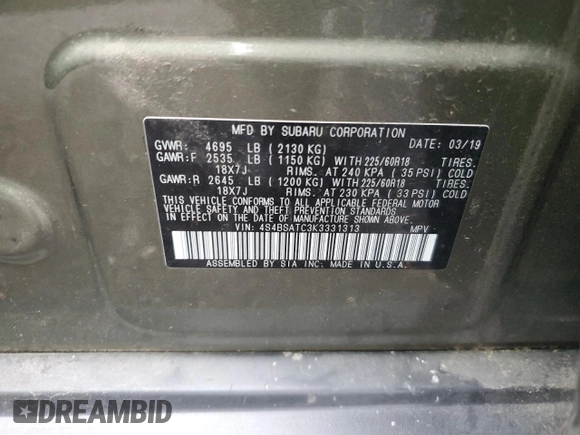 MFD BY SUBARU CORPORATION
GVWR: 4695 LB (2130 KG) DATE: 03/19
GAWR:F 2535 LB (1150 KG) WITH 225/60R18 TIRES.
18X7J RIMS. AT 240 KPA (35 PSI) COLD
GAWR:R 2645 LB (1200 KG) WITH 225/60R18 TIRES.
18X7J RIMS. AT 230 KPA (33 PSI) COLD
THIS VEHICLE CONFORMS TO ALL APPLICABLE FEDERAL MOTOR
VEHICLE SAFETY AND THEFT PREVENTION STANDARDS IN EFFECT
ON THE DATE OF MANUFACTURE SHOWN ABOVE.
VIN: 4S4BSATC3K3331313 MPV
ASSEMBLED BY SIA INC. MADE IN U.S.A.
DREAMBID